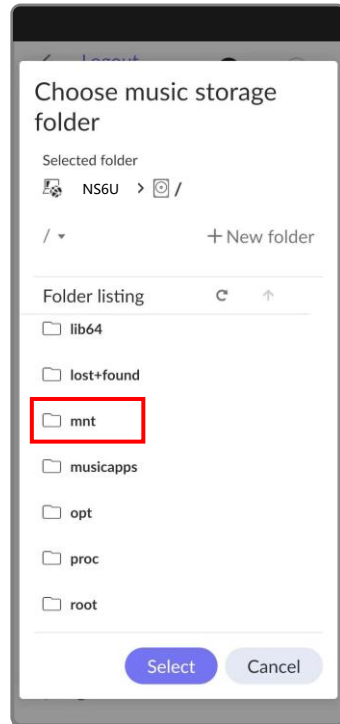 Logout
Choose music storage
folder
Selected folder
NS6U > /
/
+ New folder
Folder listing
lib64
lost+found
mnt
musicapps
opt
proc
root
Select Cancel